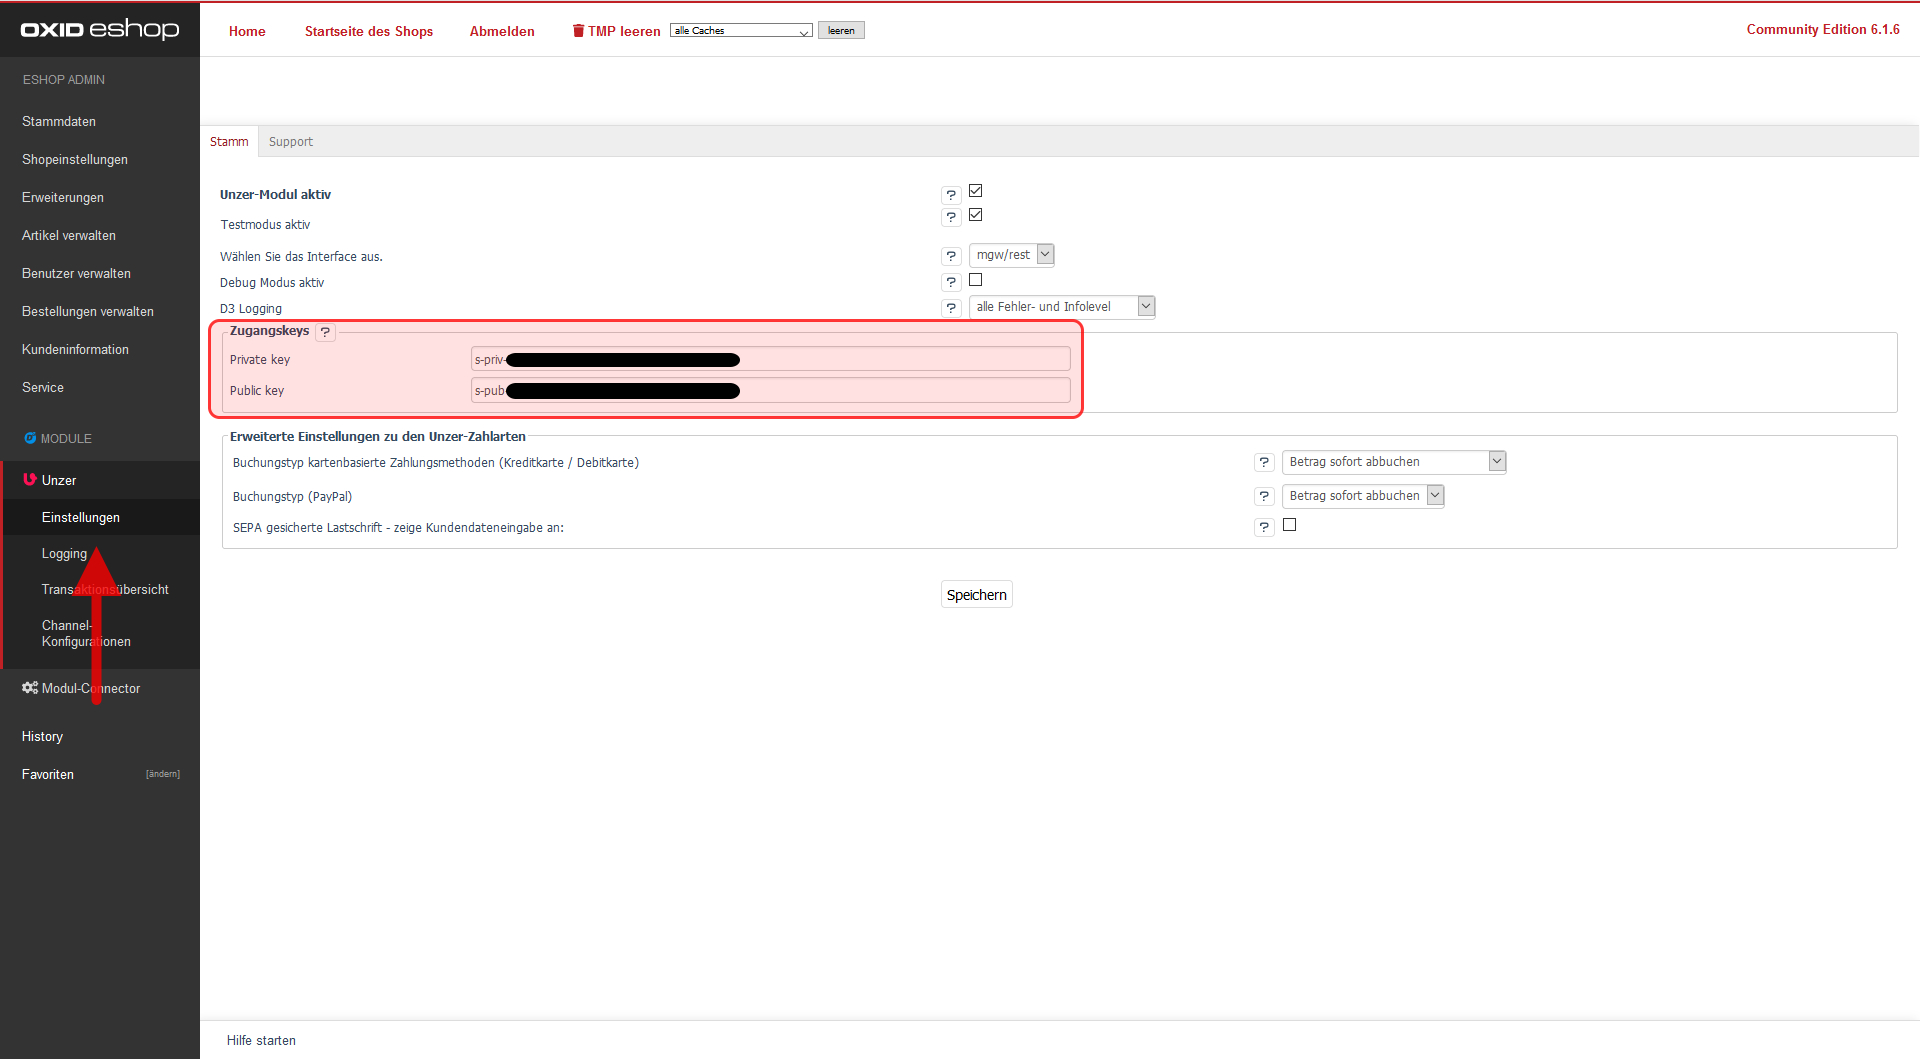 OXID eshop
Home
Startseite des Shops
Abmelden
TMP leeren
alle Caches
leeren
Community Edition 6.1.6
ESHOP ADMIN
Stammdaten
Shopeinstellungen
Erweiterungen
Artikel verwalten
Benutzer verwalten
Bestellungen verwalten
Kundeninformation
Service
MODULE
Unzer
Einstellungen
Logging
Transaktionsübersicht
Channel-
Konfigurationen
Modul-Connector
History
Favoriten [ändern]
Stamm
Support
Unzer-Modul aktiv ?
Testmodus aktiv ?
Wählen Sie das Interface aus. ? mgw/rest
Debug Modus aktiv ?
D3 Logging ? alle Fehler- und Infolevel
Zugangskeys ?
Private key s-priv-
Public key s-pub
Erweiterte Einstellungen zu den Unzer-Zahlarten
Buchungstyp kartenbasierte Zahlungsmethoden (Kreditkarte / Debitkarte) ? Betrag sofort abbuchen
Buchungstyp (PayPal) ? Betrag sofort abbuchen
SEPA gesicherte Lastschrift - zeige Kundendateneingabe an: ?
Speichern
Hilfe starten